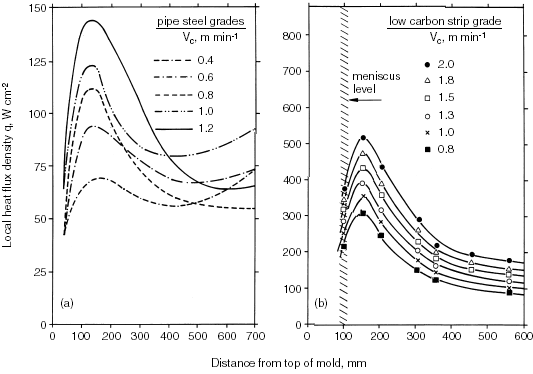 Local heat flux density q, W cm-2
150
125
100
75
50
25
0
pipe steel grades
Vc, m min-1
0.4
0.6
0.8
1.0
1.2
(a)
0 100 200 300 400 500 600 700
800
700
600
500
400
300
200
100
0
low carbon strip grade
Vc, m min-1
2.0
1.8
1.5
1.3
1.0
0.8
meniscus
level
(b)
0 100 200 300 400 500 600
Distance from top of mold, mm